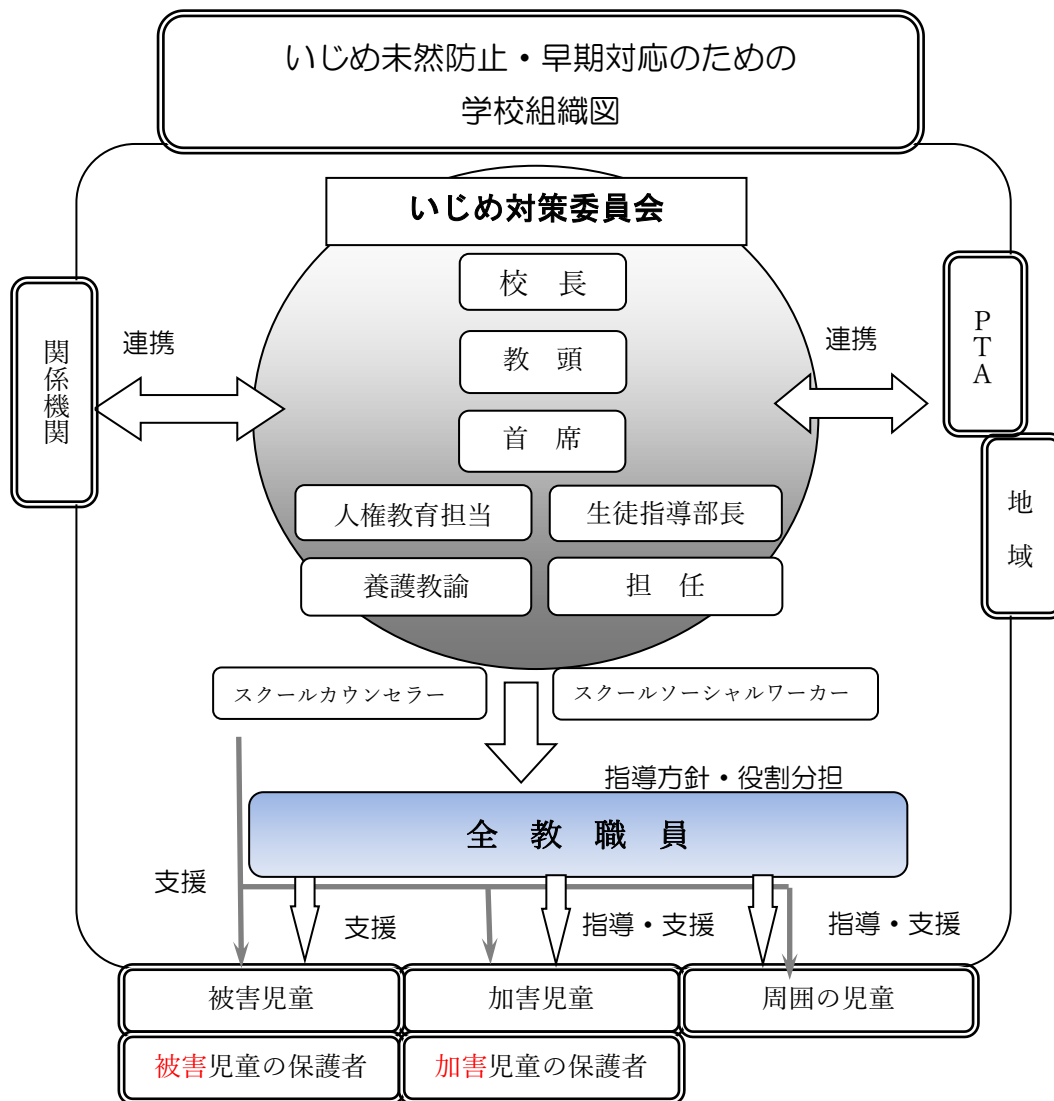 いじめ未然防止・早期対応のための
学校組織図
いじめ対策委員会
校　長
教　頭
首　席
人権教育担当
生徒指導部長
養護教諭
担　任
関係機関
連携
連携
PTA
地域
スクールカウンセラー
スクールソーシャルワーカー
指導方針・役割分担
全　教　職　員
支援
支援
指導・支援
指導・支援
被害児童
加害児童
周囲の児童
被害児童の保護者
加害児童の保護者